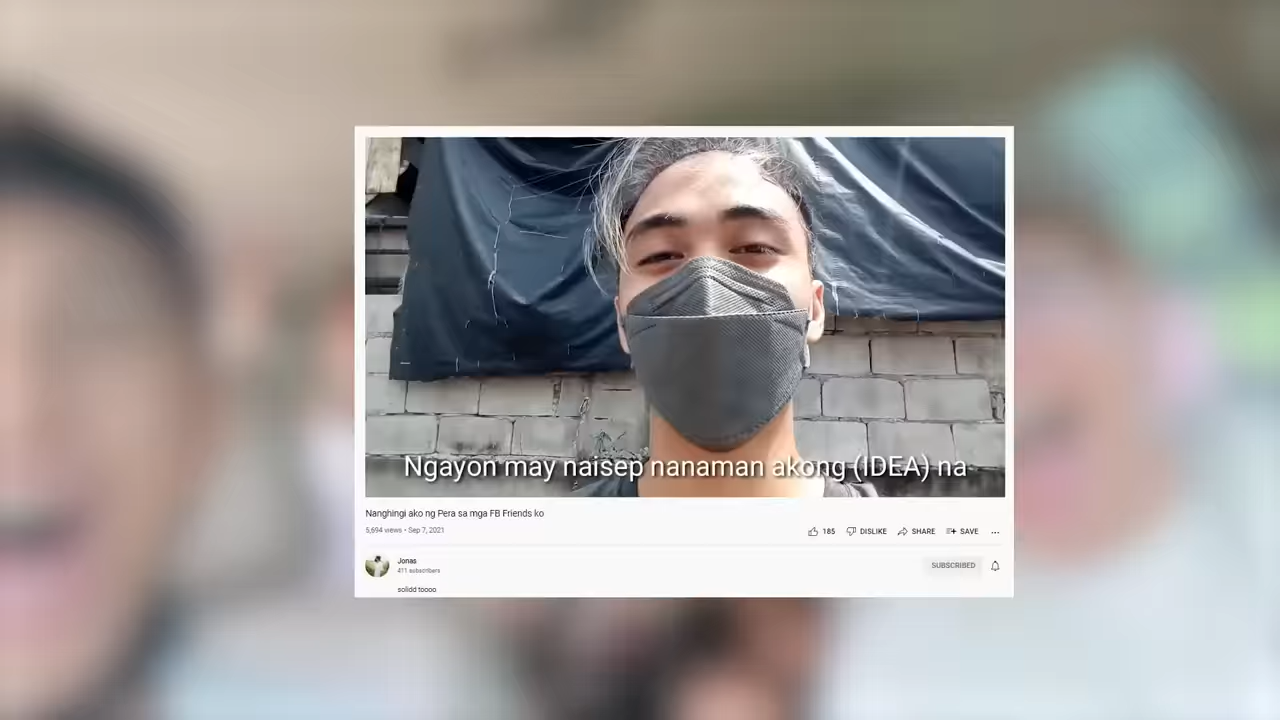 Ngayon may naisep nanaman akong (IDEA) na
Nanghingi ako ng Pera sa mga FB Friends ko
5,694 views • Sep 7, 2021
185 DISLIKE SHARE SAVE ...
Jonas
411 subscribers
SUBSCRIBED
solidd toooo